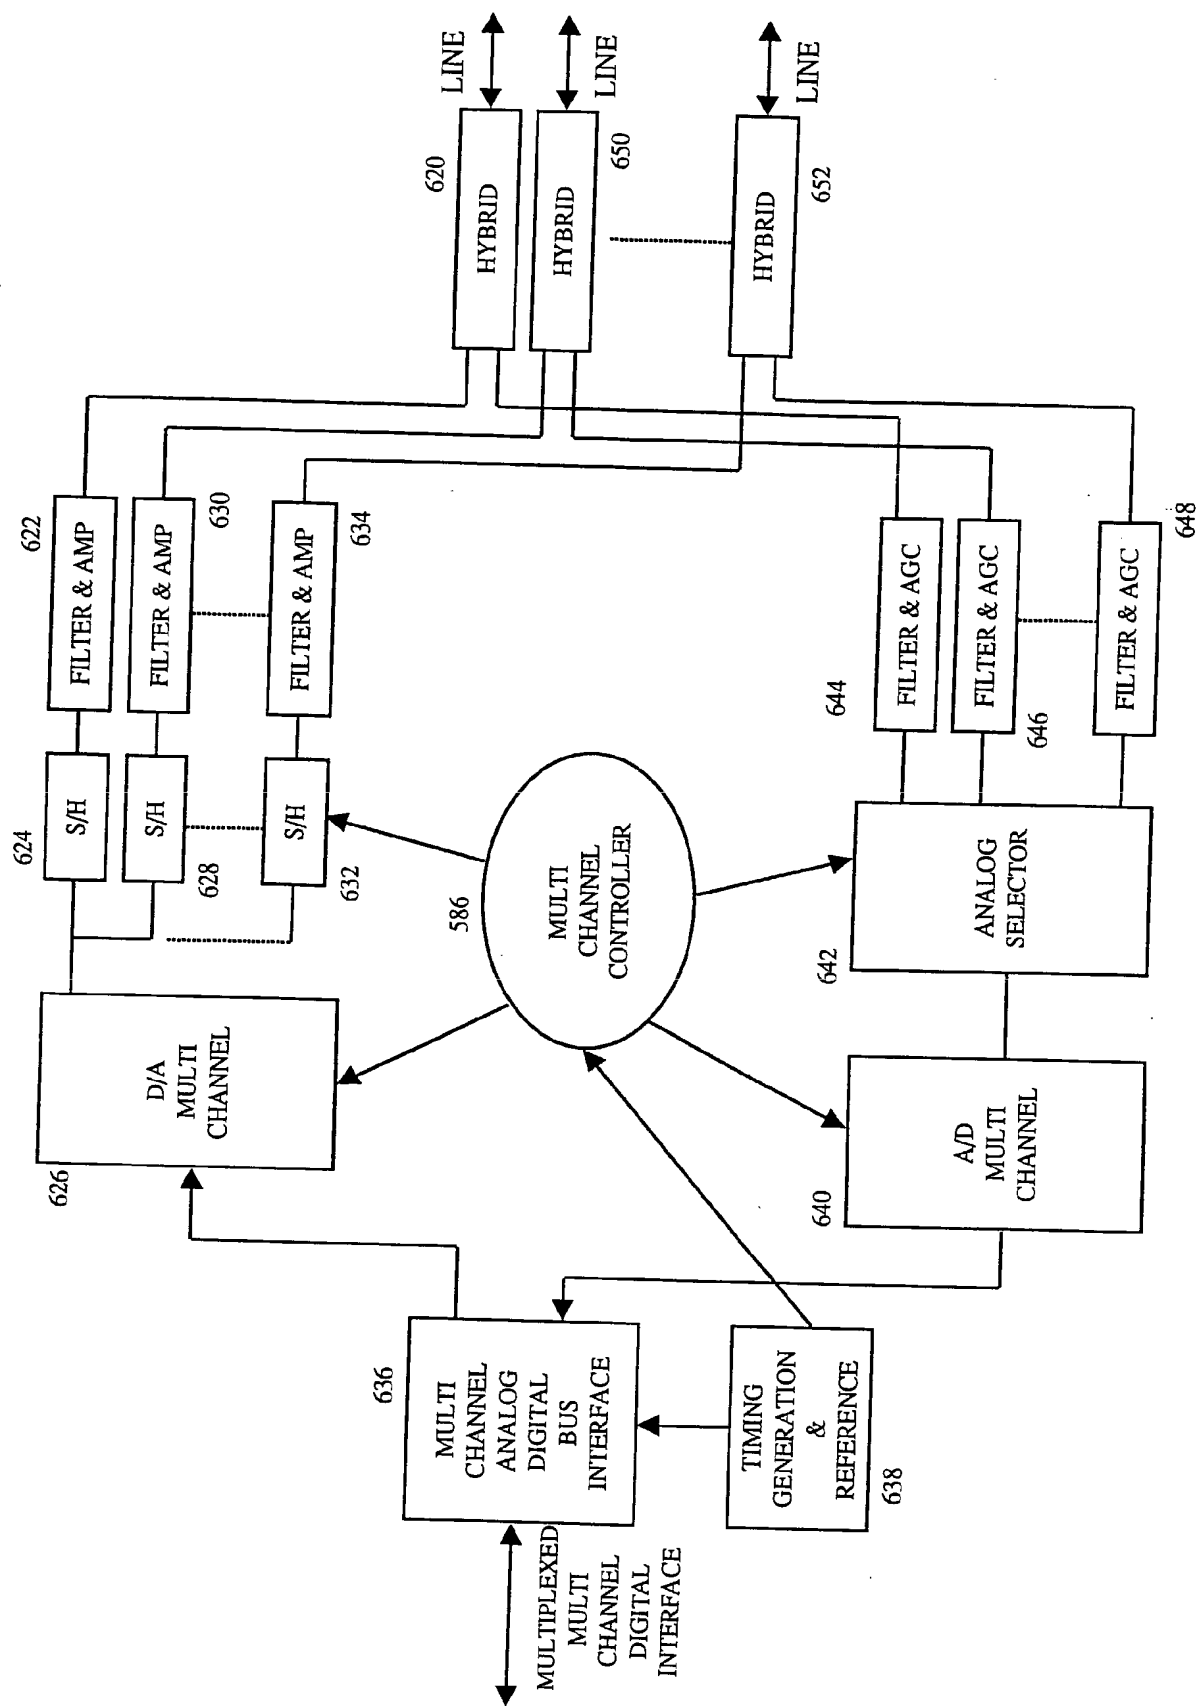 622
FILTER & AMP
630
FILTER & AMP
634
FILTER & AMP
624
S/H
628
S/H
632
S/H
626
D/A
MULTI
CHANNEL
620
HYBRID
LINE
650
HYBRID
LINE
652
HYBRID
LINE
586
MULTI
CHANNEL
CONTROLLER
636
MULTI
CHANNEL
ANALOG
DIGITAL
BUS
INTERFACE
MULTIPLEXED
MULTI
CHANNEL
DIGITAL
INTERFACE
638
TIMING
GENERATION
&
REFERENCE
640
A/D
MULTI
CHANNEL
642
ANALOG
SELECTOR
644
FILTER & AGC
646
FILTER & AGC
648
FILTER & AGC